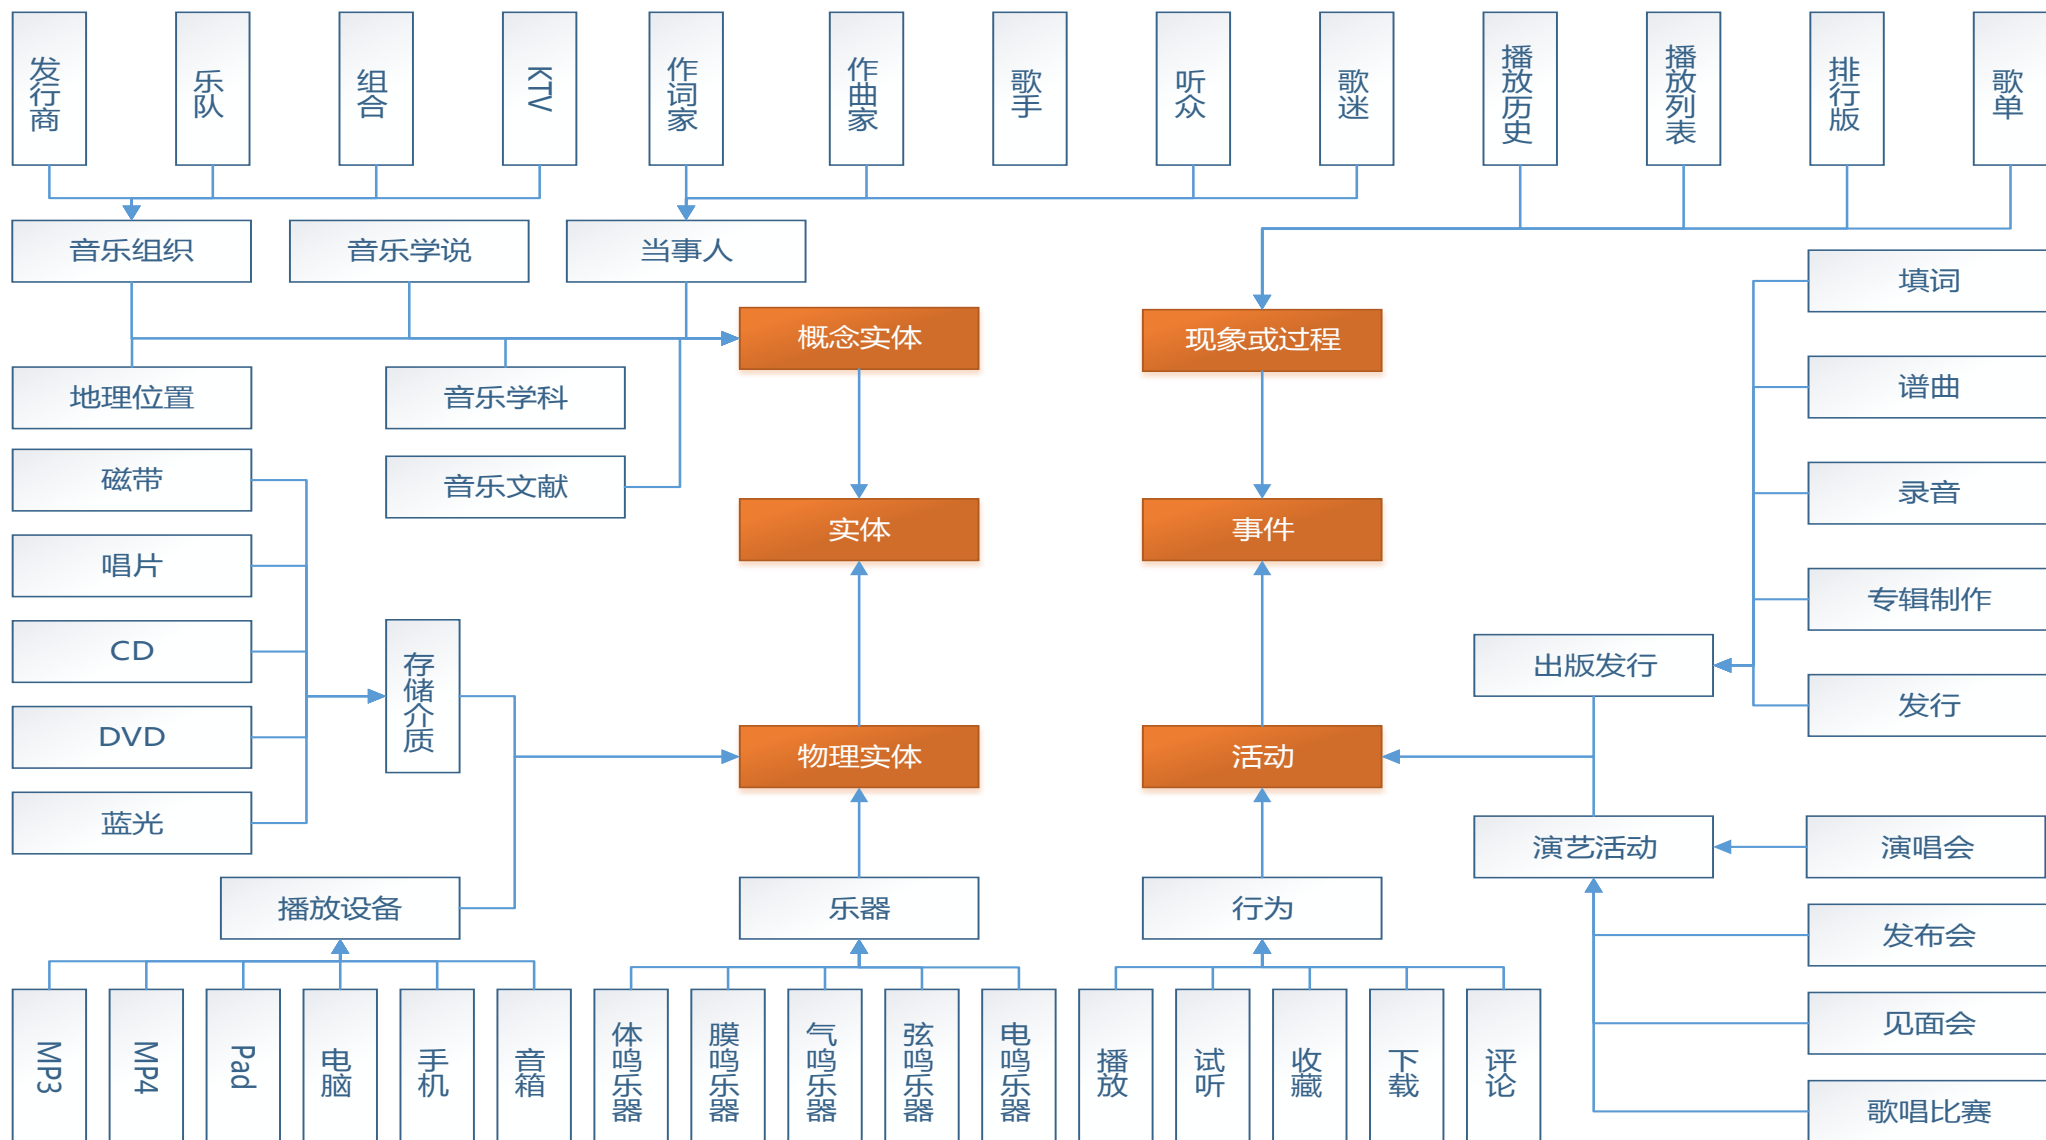 发行商
乐队
组合
KTV
作词家
作曲家
歌手
听众
歌迷
播放历史
播放列表
排行版
歌单
音乐组织
音乐学说
当事人
填词
概念实体
现象或过程
地理位置
音乐学科
谱曲
磁带
音乐文献
录音
实体
事件
唱片
专辑制作
CD
存储介质
出版发行
发行
DVD
物理实体
活动
蓝光
演艺活动
演唱会
播放设备
乐器
行为
发布会
见面会
MP3
MP4
Pad
电脑
手机
音箱
体鸣乐器
膜鸣乐器
气鸣乐器
弦鸣乐器
电鸣乐器
播放
试听
收藏
下载
评论
歌唱比赛